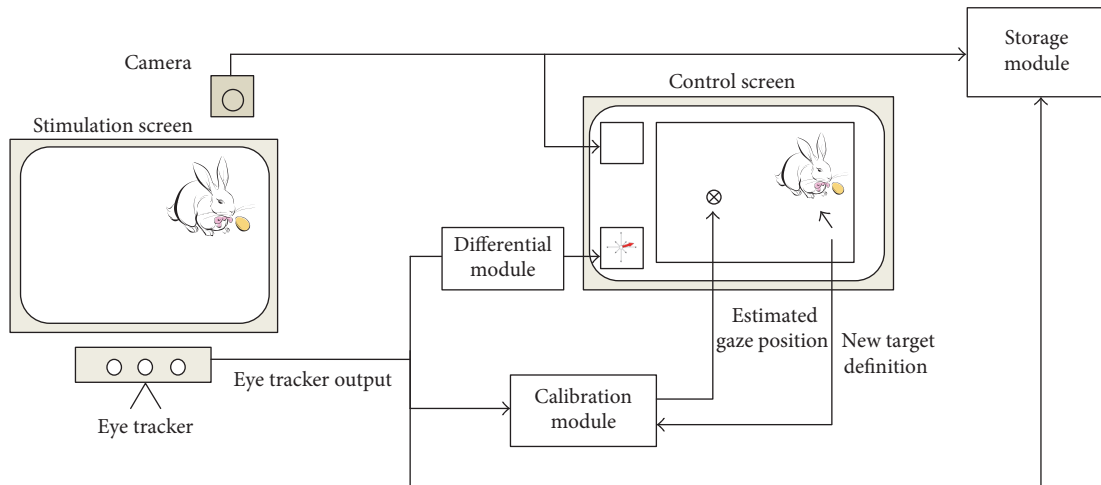 Camera
Stimulation screen
Control screen
Storage
module
Differential
module
Estimated
gaze position
New target
definition
Eye tracker output
Calibration
module
Eye tracker